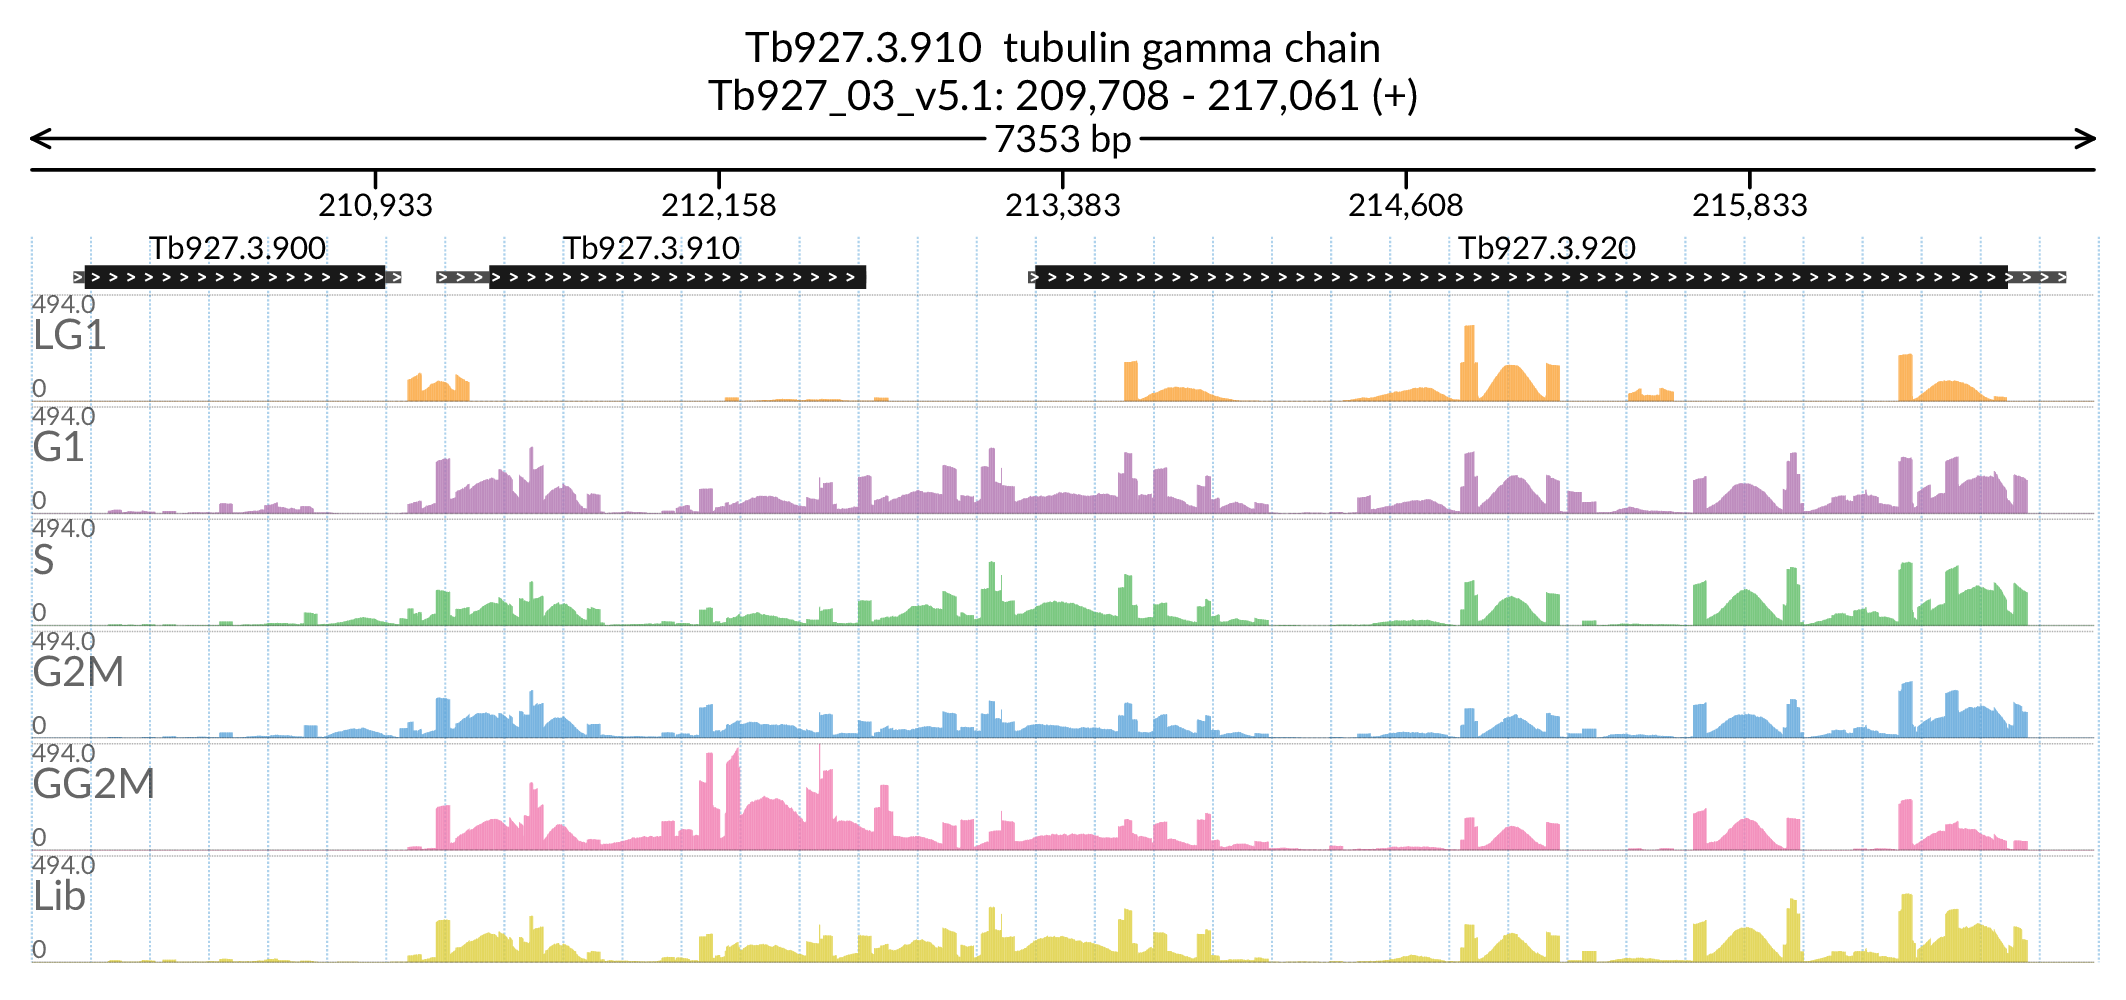 Tb927.3.910  tubulin gamma chain
Tb927_03_v5.1: 209,708 - 217,061 (+)
7353 bp
210,933 212,158 213,383 214,608 215,833
Tb927.3.900 Tb927.3.910 Tb927.3.920
494.0
LG1
0
494.0
G1
0
494.0
S
0
494.0
G2M
0
494.0
GG2M
0
494.0
Lib
0